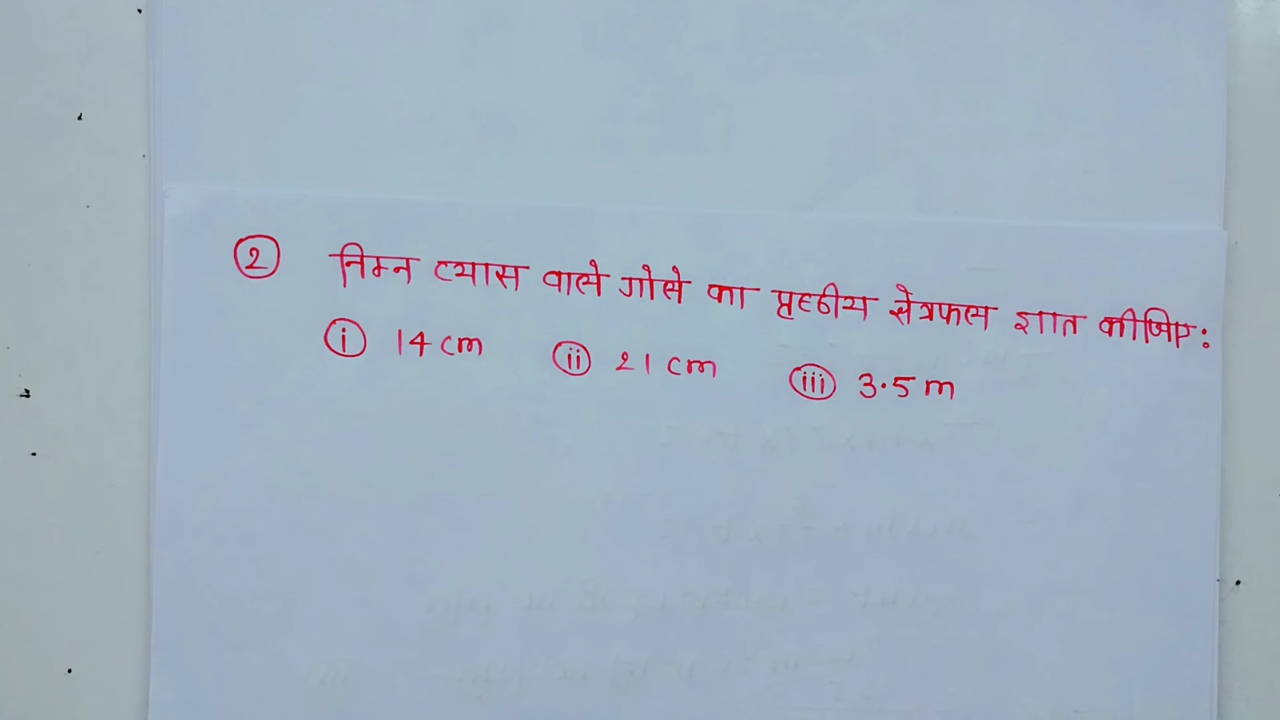 ② निम्न व्यास वाले गोले का पृष्ठीय क्षेत्रफल ज्ञात कीजिए:
ⓘ 14 cm ⓘⓘ 21 cm ⓘⓘⓘ 3.5 m